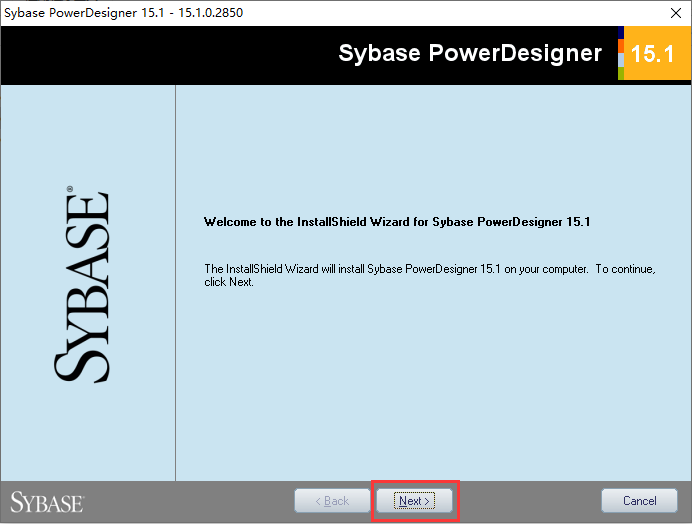 Sybase PowerDesigner 15.1 - 15.1.0.2850
Sybase PowerDesigner 15.1
SYBASE®
Welcome to the InstallShield Wizard for Sybase PowerDesigner 15.1
The InstallShield Wizard will install Sybase PowerDesigner 15.1 on your computer. To continue,
click Next.
SYBASE
< Back
Next >
Cancel